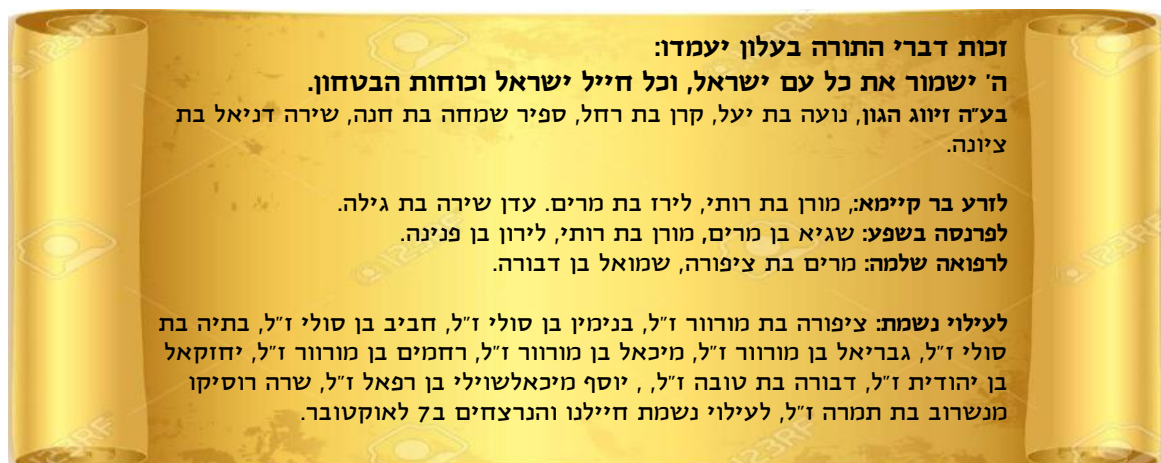 זכות דברי התורה בעלון יעמדו:
ה' ישמור את כל עם ישראל, וכל חייל ישראל וכוחות הבטחון.
בע"ה זיווג הגון, נועה בת יעל, קרן בת רחל, ספיר שמחה בת חנה, שירה דניאל בת
ציונה.
לזרע בר קיימא:, מורן בת רותי, לירז בת מרים. עדן שירה בת גילה.
לפרנסה בשפע: שגיא בן מרים, מורן בת רותי, לירון בן פנינה.
לרפואה שלמה: מרים בת ציפורה, שמואל בן דבורה.
לעילוי נשמת: ציפורה בת מורוור ז"ל, בנימין בן סולי ז"ל, חביב בן סולי ז"ל, בתיה בת
סולי ז"ל, גבריאל בן מורוור ז"ל, מיכאל בן מורוור ז"ל, רחמים בן מורוור ז"ל, יחזקאל
בן יהודית ז"ל, דבורה בת טובה ז"ל, , יוסף מיכאלשוילי בן רפאל ז"ל, שרה רוסיקו
מנשרוב בת תמרה ז"ל, לעילוי נשמת חיילנו והנרצחים ב7 לאוקטובר.